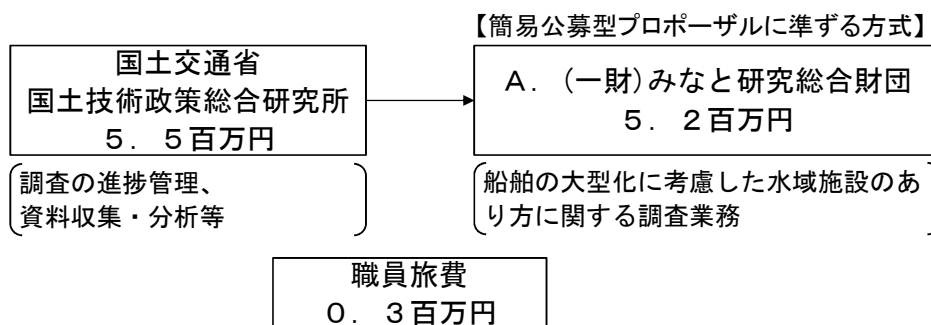 【簡易公募型プロポーザルに準ずる方式】
国土交通省
国土技術政策総合研究所
５．５百万円
A．（一財）みなと研究総合財団
５．２百万円
調査の進捗管理、
資料収集・分析等
船舶の大型化に考慮した水域施設のあ
り方に関する調査業務
職員旅費
０．３百万円